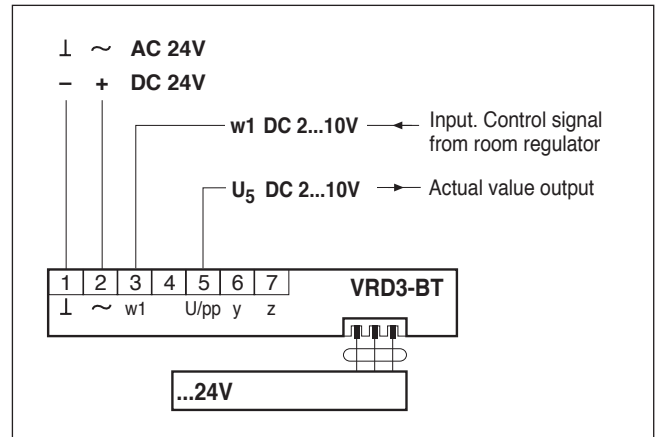 ⊥ ~ AC 24V
– + DC 24V
w1 DC 2...10V Input. Control signal
from room regulator
U5 DC 2...10V Actual value output
1 2 3 4 5 6 7 VRD3-BT
⊥ ~ w1 U/pp y z
...24V